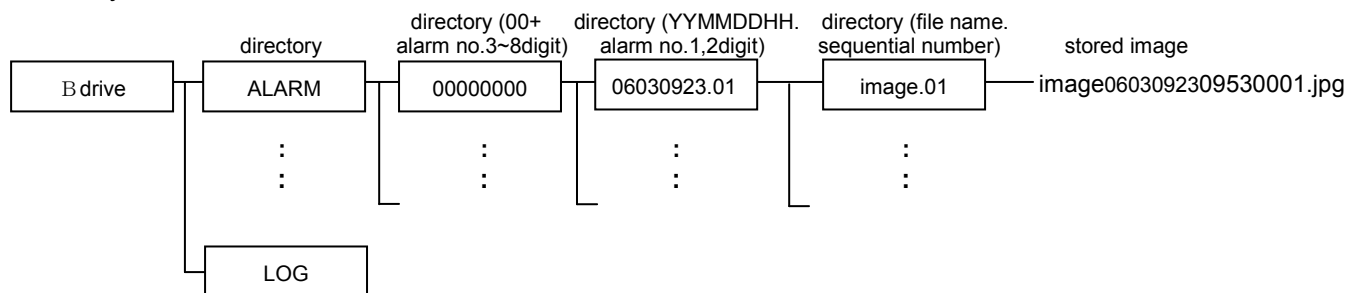 directory
directory (00+
alarm no.3~8digit)
directory (YYMMDDHH.
alarm no.1,2digit)
directory (file name.
sequential number)
stored image
B drive
ALARM
00000000
06030923.01
image.01
image0603092309530001.jpg
LOG